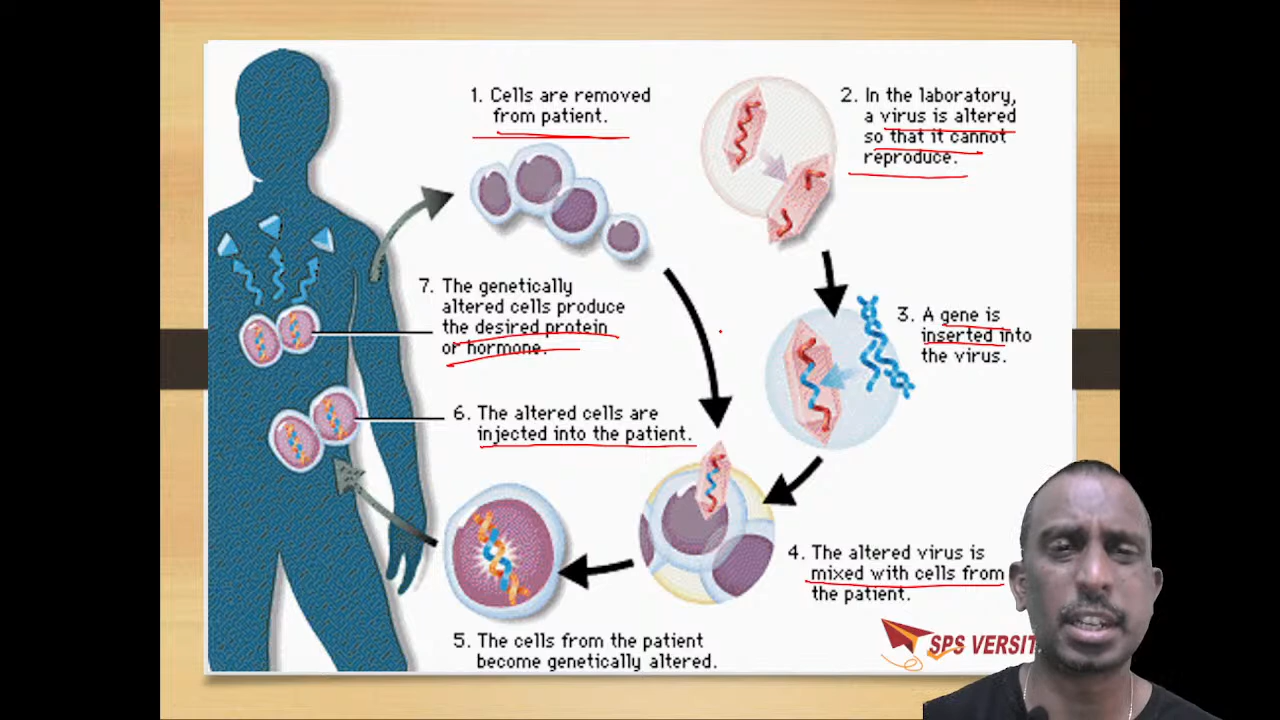 1. Cells are removed
from patient.
2. In the laboratory,
a virus is altered
so that it cannot
reproduce.
3. A gene is
inserted into
the virus.
4. The altered virus is
mixed with cells from
the patient.
5. The cells from the patient
become genetically altered.
6. The altered cells are
injected into the patient.
7. The genetically
altered cells produce
the desired protein
or hormone.
SPS